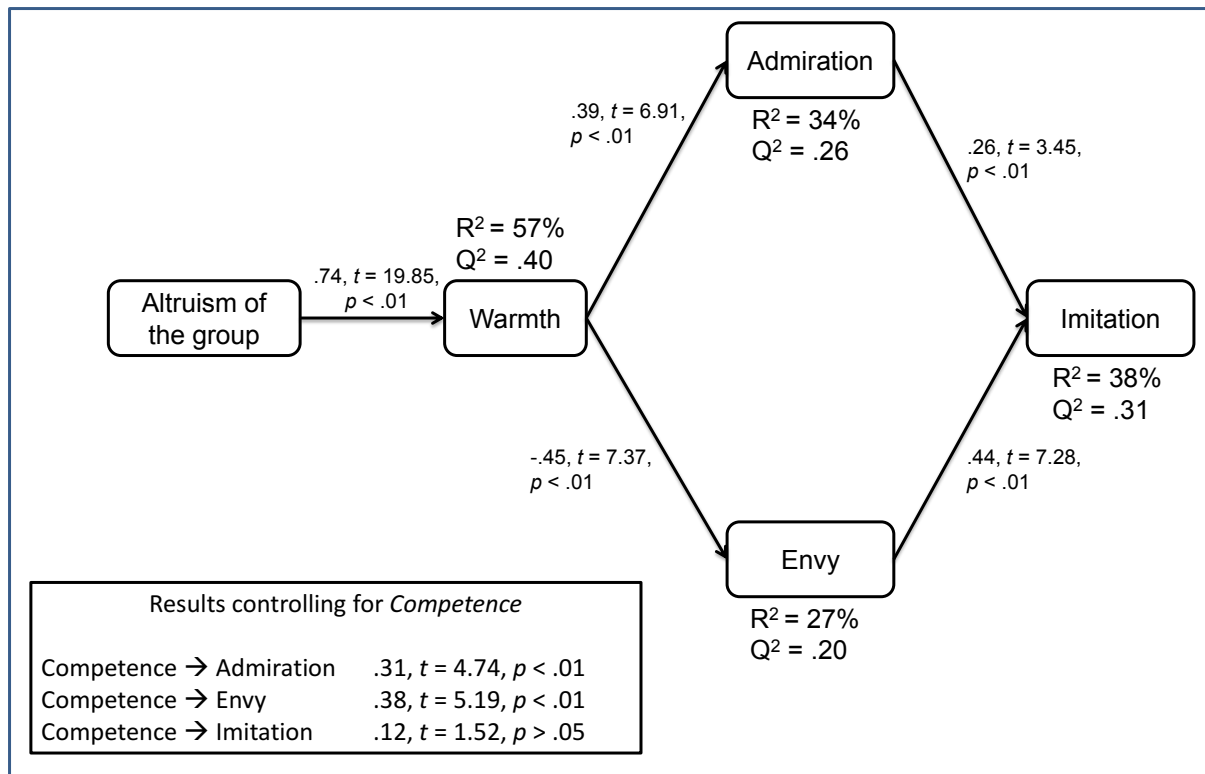 Admiration
R² = 34%
Q² = .26
.39, t = 6.91,
p < .01
.26, t = 3.45,
p < .01
R² = 57%
Q² = .40
.74, t = 19.85,
p < .01
Altruism of
the group
Warmth
Imitation
R² = 38%
Q² = .31
-.45, t = 7.37,
p < .01
.44, t = 7.28,
p < .01
Envy
R² = 27%
Q² = .20
Results controlling for Competence
Competence → Admiration .31, t = 4.74, p < .01
Competence → Envy .38, t = 5.19, p < .01
Competence → Imitation .12, t = 1.52, p > .05